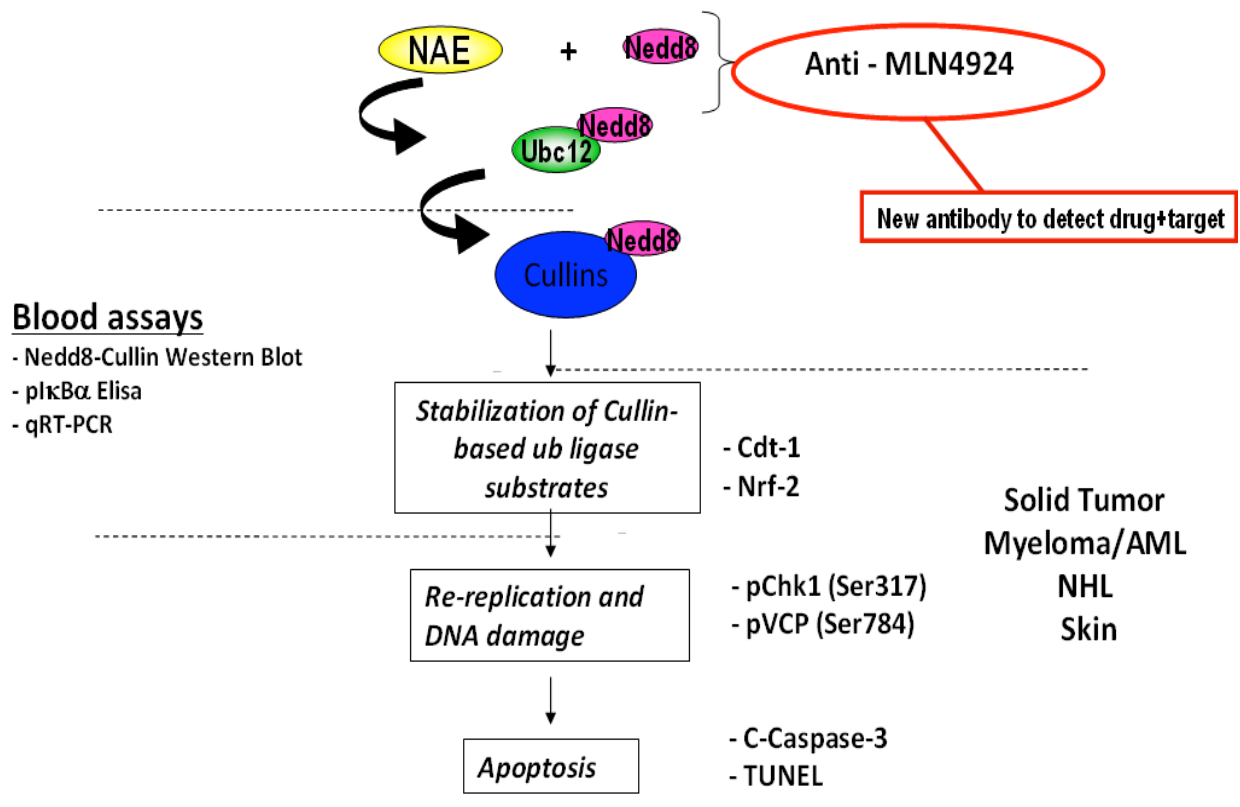 NAE
+
Nedd8
Anti - MLN4924
Nedd8
Ubc12
New antibody to detect drug+target
Nedd8
Cullins
Blood assays
- Nedd8-Cullin Western Blot
- pIκBα Elisa
- qRT-PCR
Stabilization of Cullin-
based ub ligase
substrates
- Cdt-1
- Nrf-2
Solid Tumor
Myeloma/AML
NHL
Skin
Re-replication and
DNA damage
- pChk1 (Ser317)
- pVCP (Ser784)
Apoptosis
- C-Caspase-3
- TUNEL